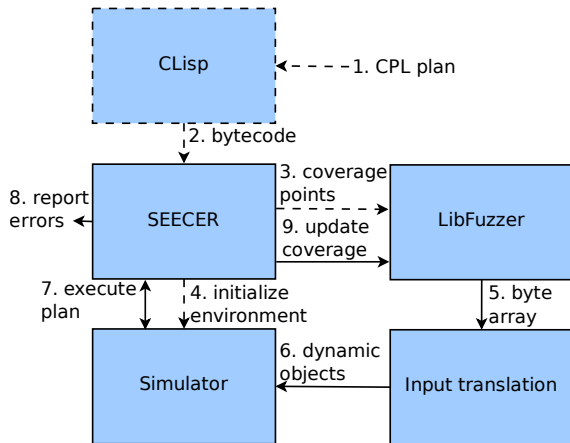 CLisp
1. CPL plan
2. bytecode
3. coverage
points
8. report
errors
SEECER
LibFuzzer
9. update
coverage
7. execute
plan
4. initialize
environment
5. byte
array
6. dynamic
objects
Simulator
Input translation